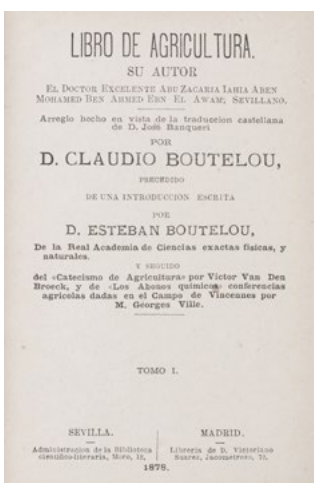 LIBRO DE AGRICULTURA.
SU AUTOR
EL DOCTOR EXCELENTE ABU ZACARIA IAHIA ABEN
MOHAMED BEN AHMED EBN EL AWAM; SEVILLANO.
Arreglo hecho en vista de la traduccion castellana
de D. José Banqueri
POR
D. CLAUDIO BOUTELOU,
PRECEDIDO
DE UNA INTRODUCCION ESCRITA
POR
D. ESTEBAN BOUTELOU,
De la Real Academia de Ciencias exactas físicas, y
naturales.
Y SEGUIDO
del «Catecismo de Agricultura» por Victor Van Den
Broeck, y de «Los Abonos químicos» conferencias
agricolas dadas en el Campo de Vincennes por
M. Georges Ville.
TOMO I.
SEVILLA.
Administracion de la Biblioteca
científico-literaria, Moro, 12,
MADRID.
Libreria de D. Victoriano
Suarez, Jacometrezo, 72.
1878.